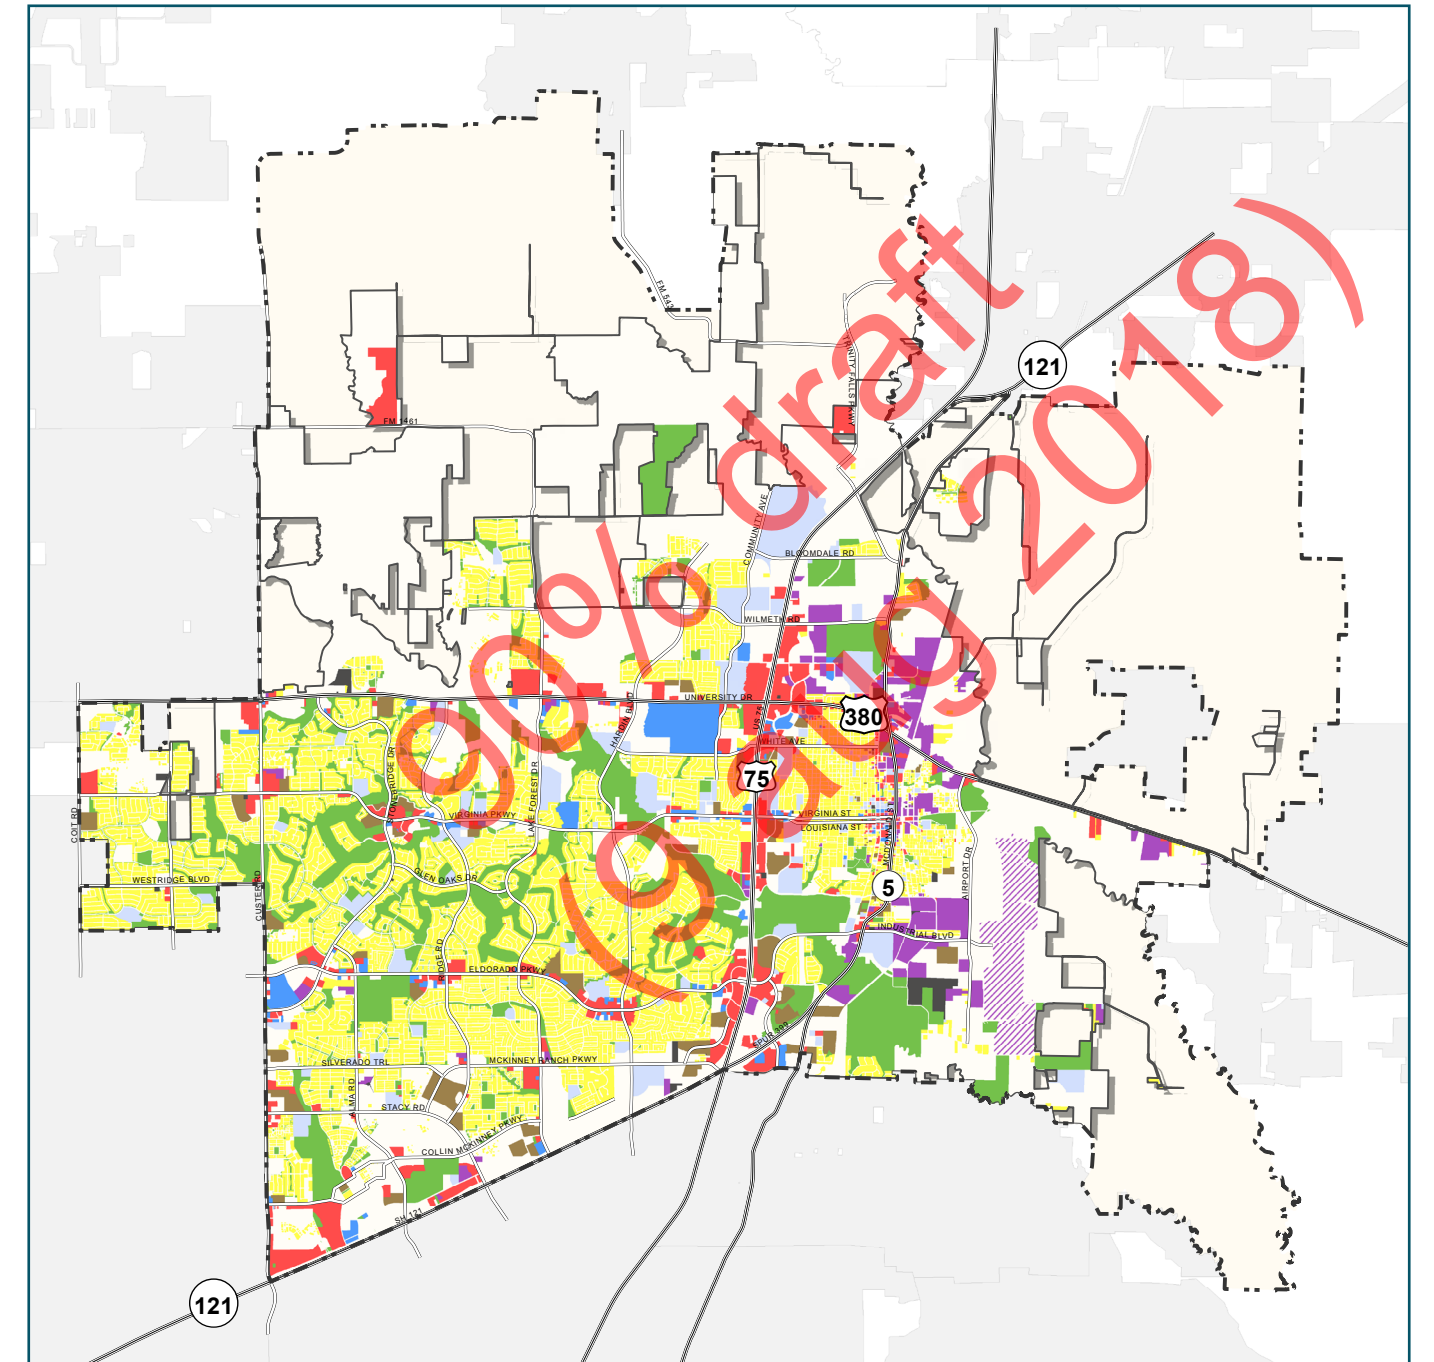 90% draft
(9 aug 2018)
FM 543
TRINITY FALLS PKWY
121
FM 1461
COMMUNITY AVE
BLOOMDALE RD
WILMETH RD
UNIVERSITY DR
HARDIN BLVD
US 75
380
WHITE AVE
75
STONEBRIDGE DR
LAKE FOREST DR
VIRGINIA PKWY
VIRGINIA ST
LOUISIANA ST
MCDONALD ST
COIT RD
WESTRIDGE BLVD
CUSTER RD
GLEN OAKS DR
5
AIRPORT DR
INDUSTRIAL BLVD
RIDGE RD
ELDORADO PKWY
SPUR 399
SILVERADO TRL
MCKINNEY RANCH PKWY
ALMA RD
STACY RD
COLLIN MCKINNEY PKWY
SH 121
121